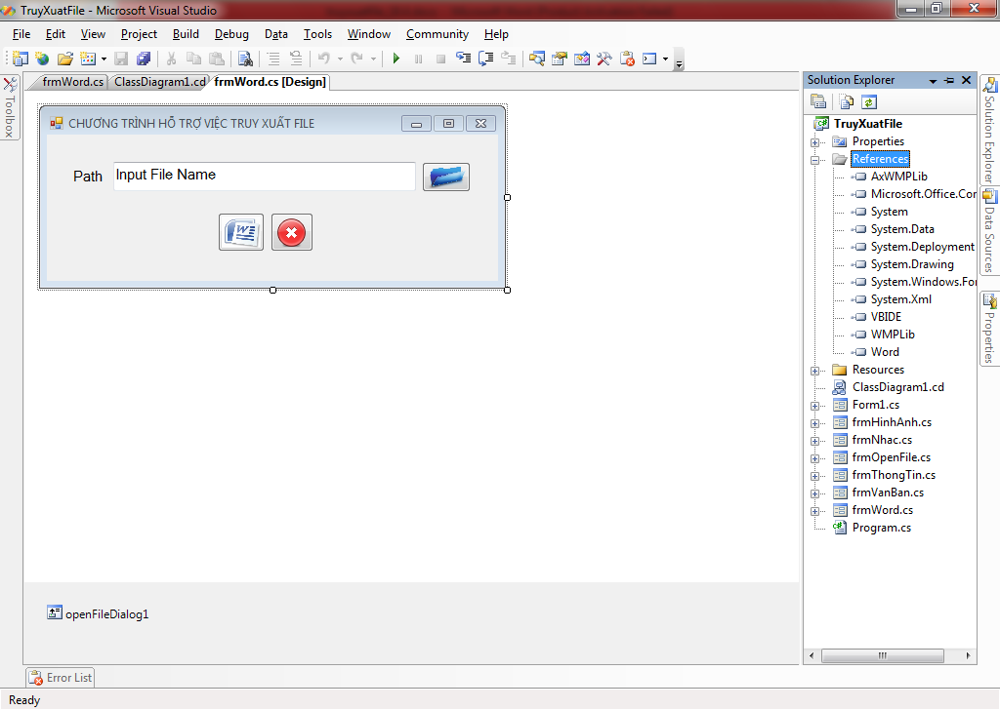 TruyXuatFile - Microsoft Visual Studio
File Edit View Project Build Debug Data Tools Window Community Help
frmWord.cs ClassDiagram1.cd frmWord.cs [Design]
Toolbox
CHƯƠNG TRÌNH HỖ TRỢ VIỆC TRUY XUẤT FILE
Path Input File Name
W
openFileDialog1
Error List
Ready
Solution Explorer
TruyXuatFile
Properties
References
AxWMPLib
Microsoft.Office.Cor
System
System.Data
System.Deployment
System.Drawing
System.Windows.For
System.Xml
VBIDE
WMPLib
Word
Resources
ClassDiagram1.cd
Form1.cs
frmHinhAnh.cs
frmNhac.cs
frmOpenFile.cs
frmThongTin.cs
frmVanBan.cs
frmWord.cs
Program.cs
Solution Explorer
Data Sources
Properties